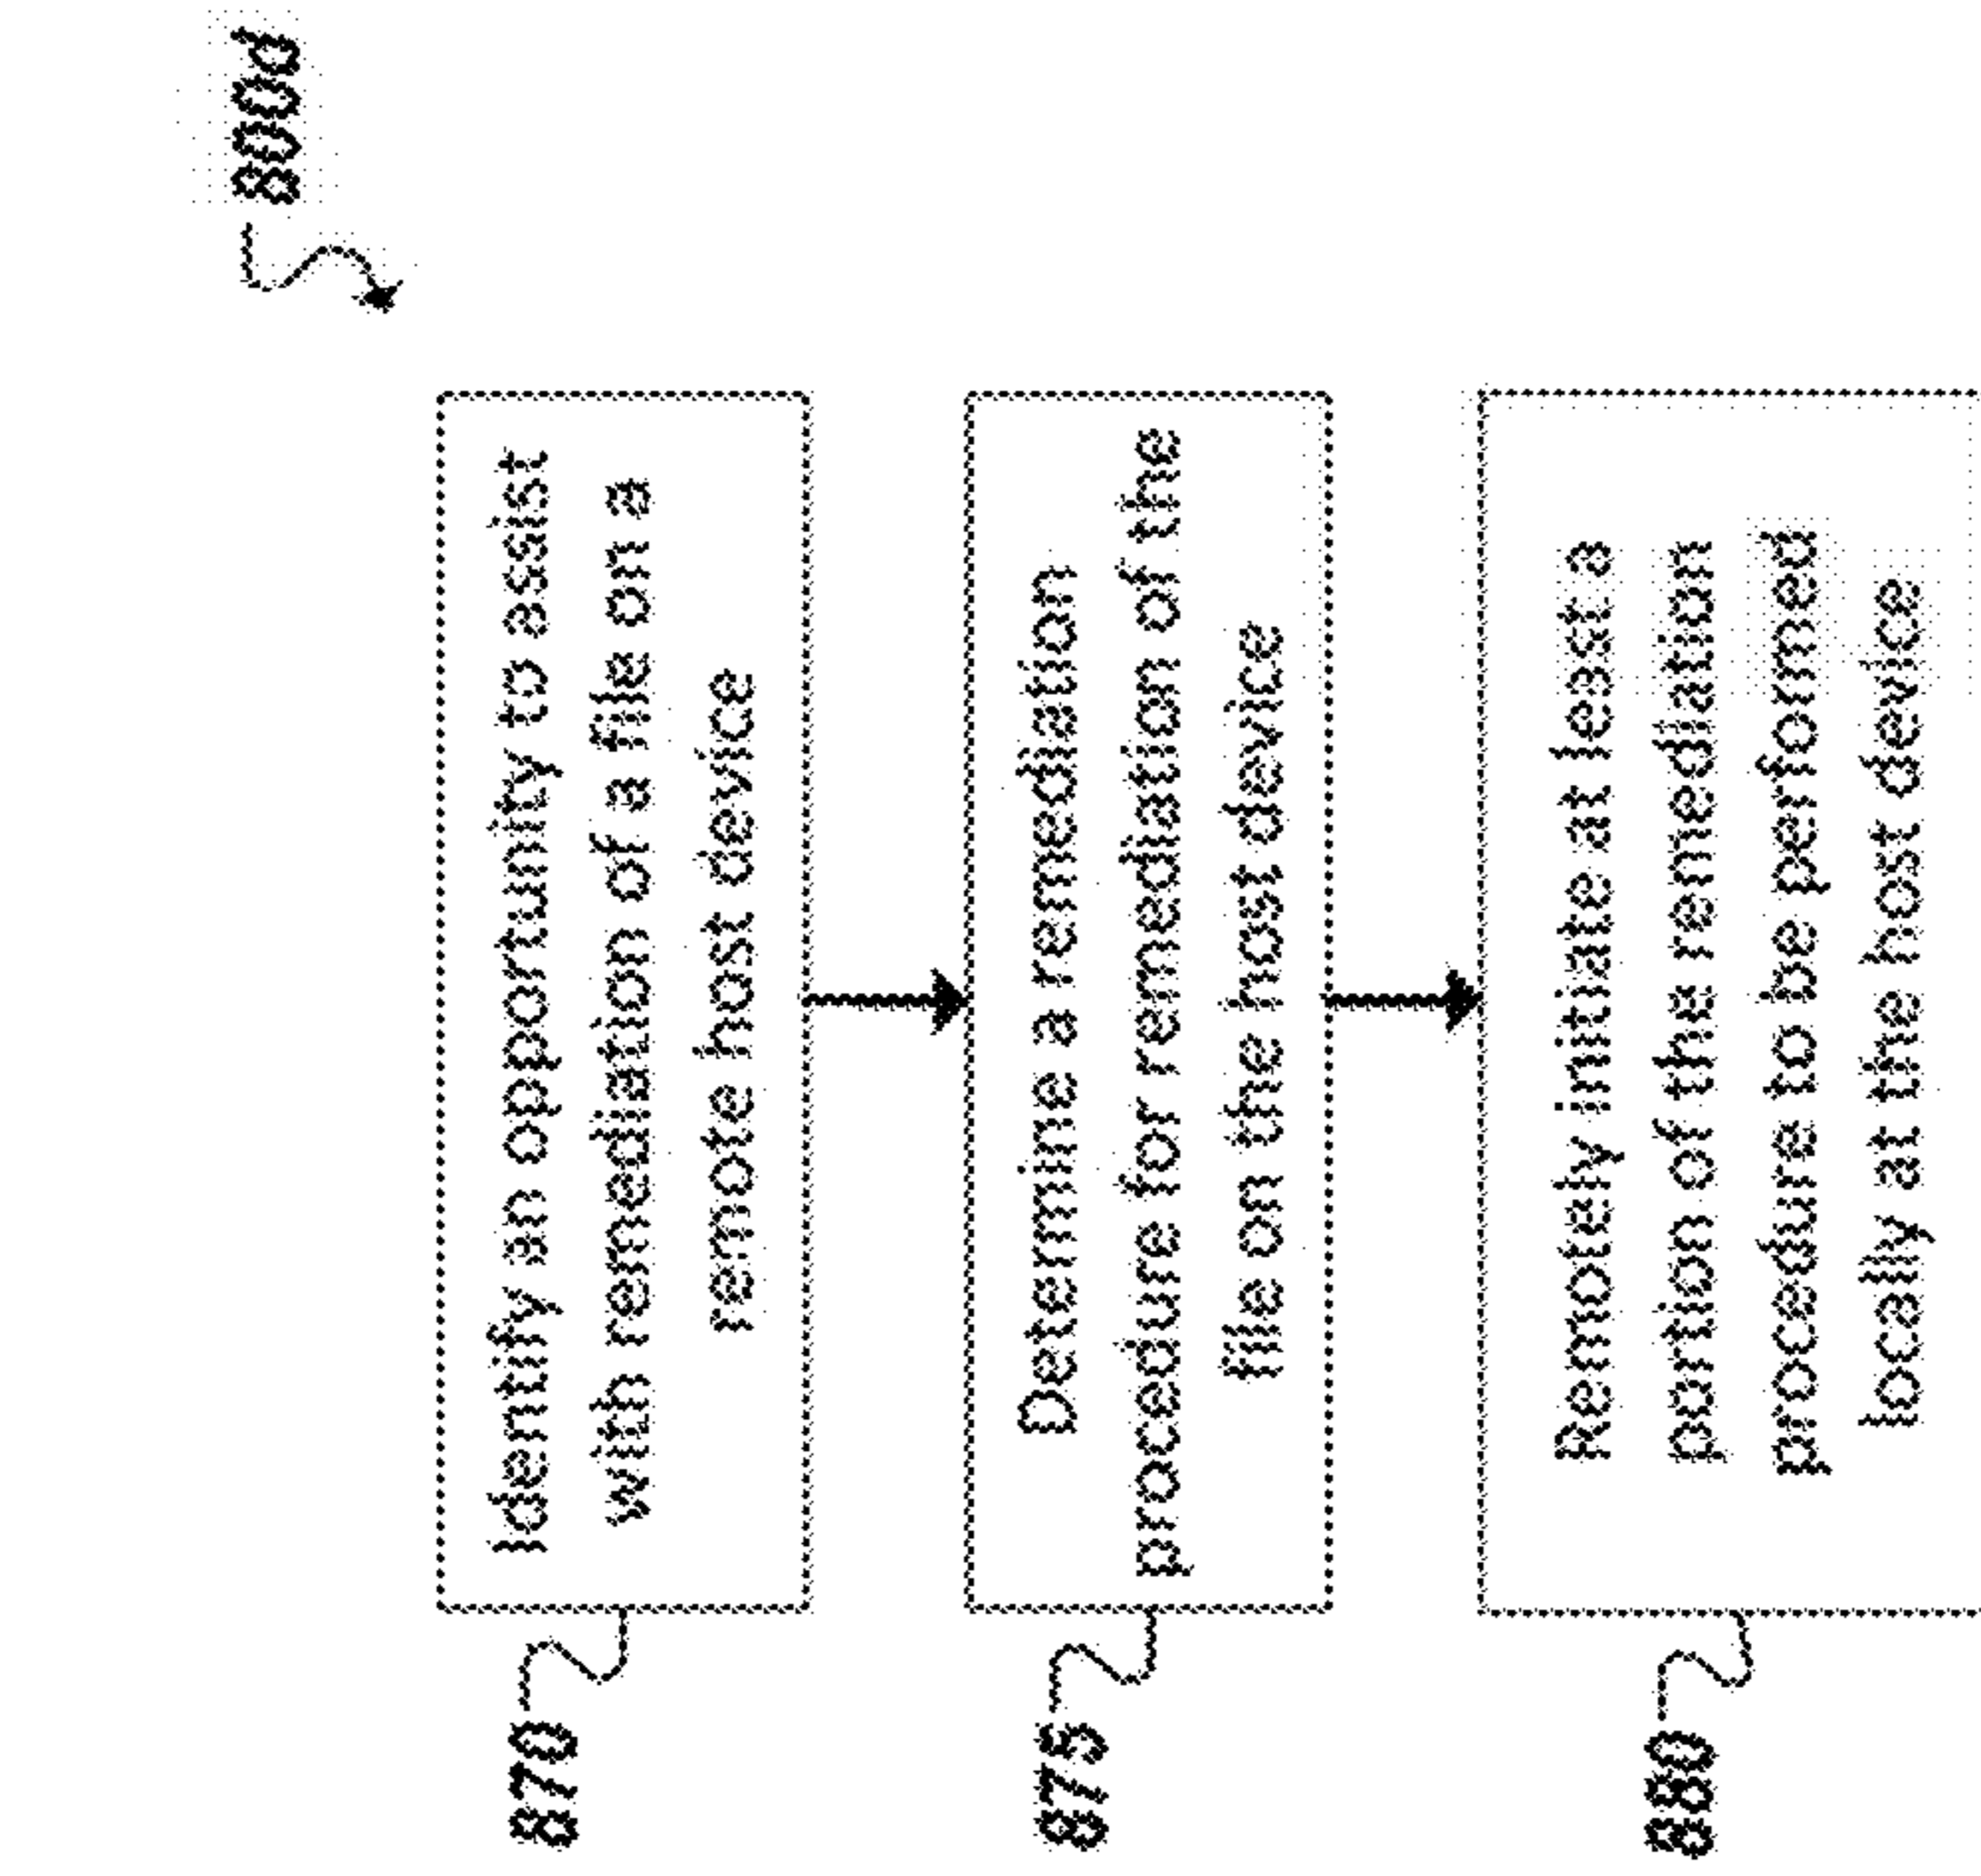 800d
870
Identify an opportunity to assist
with remediation of a file on a
remote host device
875
Determine a remediation
procedure for remediation of the
file on the host device
880
Remotely initiate at least a
portion of the remediation
procedure to be performed
locally at the host device